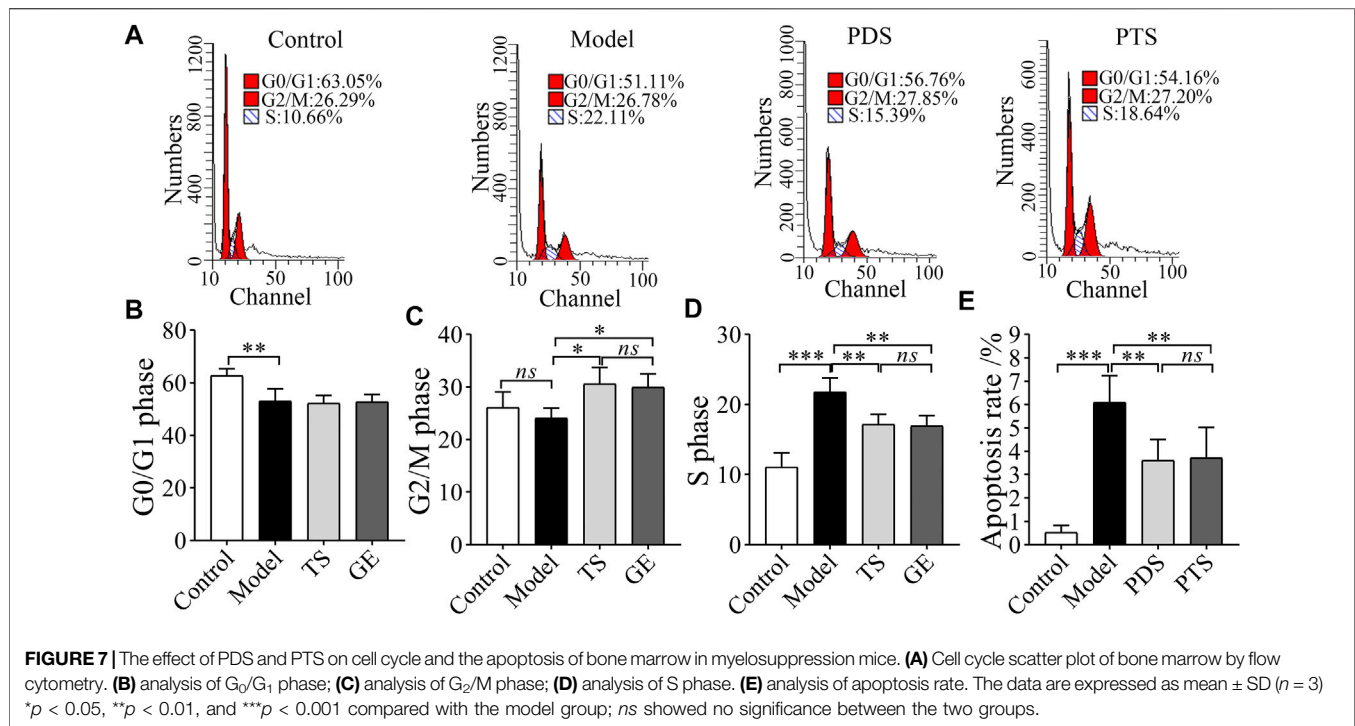 A
Control
G0/G1:63.05%
G2/M:26.29%
S:10.66%
Numbers
0 400 800 1200
10 100
Channel
Model
G0/G1:51.11%
G2/M:26.78%
S:22.11%
Numbers
0 400 800 1200
10 50 100
Channel
PDS
G0/G1:56.76%
G2/M:27.85%
S:15.39%
Numbers
0 200 400 600 800 1000
10 50 100
Channel
PTS
G0/G1:54.16%
G2/M:27.20%
S:18.64%
Numbers
0 200 400 600
10 50 100
Channel
B
G0/G1 phase
80
60
40
20
0
**
Control Model TS GE
C
G2/M phase
40
30
20
10
0
*
ns * ns
Control Model TS GE
D
S phase
30
20
10
0
**
*** ** ns
Control Model TS GE
E
Apoptosis rate /%
9
8
7
6
5
4
3
2
1
0
**
*** ** ns
Control Model PDS PTS
FIGURE 7 | The effect of PDS and PTS on cell cycle and the apoptosis of bone marrow in myelosuppression mice. (A) Cell cycle scatter plot of bone marrow by flow
cytometry. (B) analysis of G0/G1 phase; (C) analysis of G2/M phase; (D) analysis of S phase. (E) analysis of apoptosis rate. The data are expressed as mean ± SD (n = 3)
*p < 0.05, **p < 0.01, and ***p < 0.001 compared with the model group; ns showed no significance between the two groups.